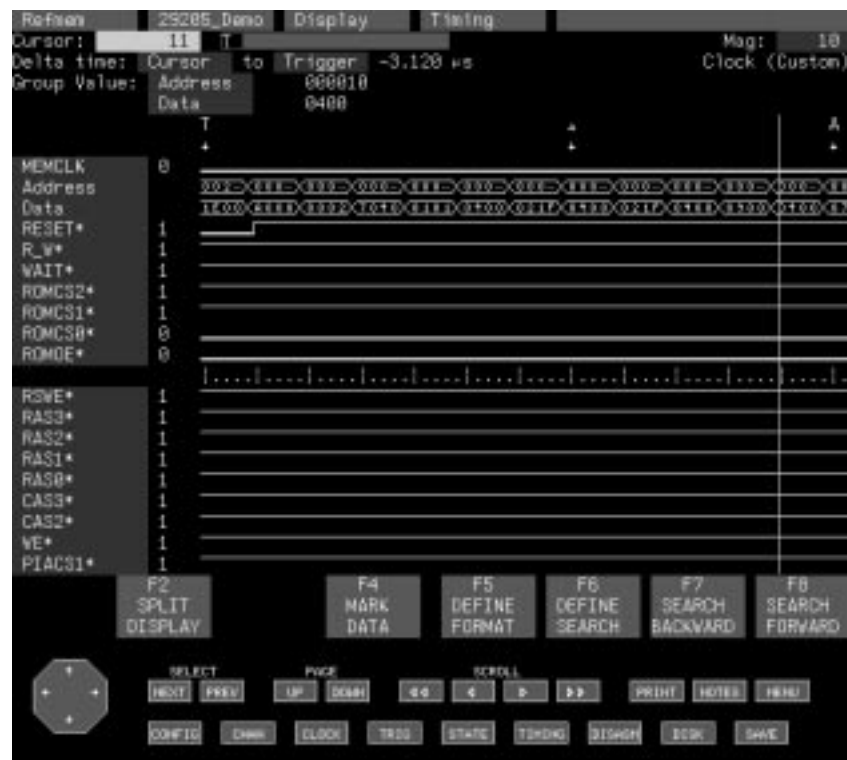 Refmem 29205_Demo Display Timing
Cursor: 11 T Mag: 10
Delta time: Cursor to Trigger -3.120 µs Clock (Custom)
Group Value: Address 000010
Data 0400
T A
MEMCLK 0
Address
Data
RESET* 1
R_W* 1
WAIT* 1
ROMCS2* 1
ROMCS1* 1
ROMCS0* 0
ROMOE* 0
RSWE* 1
RAS3* 1
RAS2* 1
RAS1* 1
RAS0* 1
CAS3* 1
CAS2* 1
WE* 1
PIACS1* 1
F2 F4 F5 F6 F7 F8
SPLIT MARK DEFINE DEFINE SEARCH SEARCH
DISPLAY DATA FORMAT SEARCH BACKWARD FORWARD
SELECT PAGE SCROLL
NEXT PREV UP DOWN PRINT NOTES MENU
CONFIG CHAN CLOCK TRIG STATE TIMING DISASM DISK SAVE